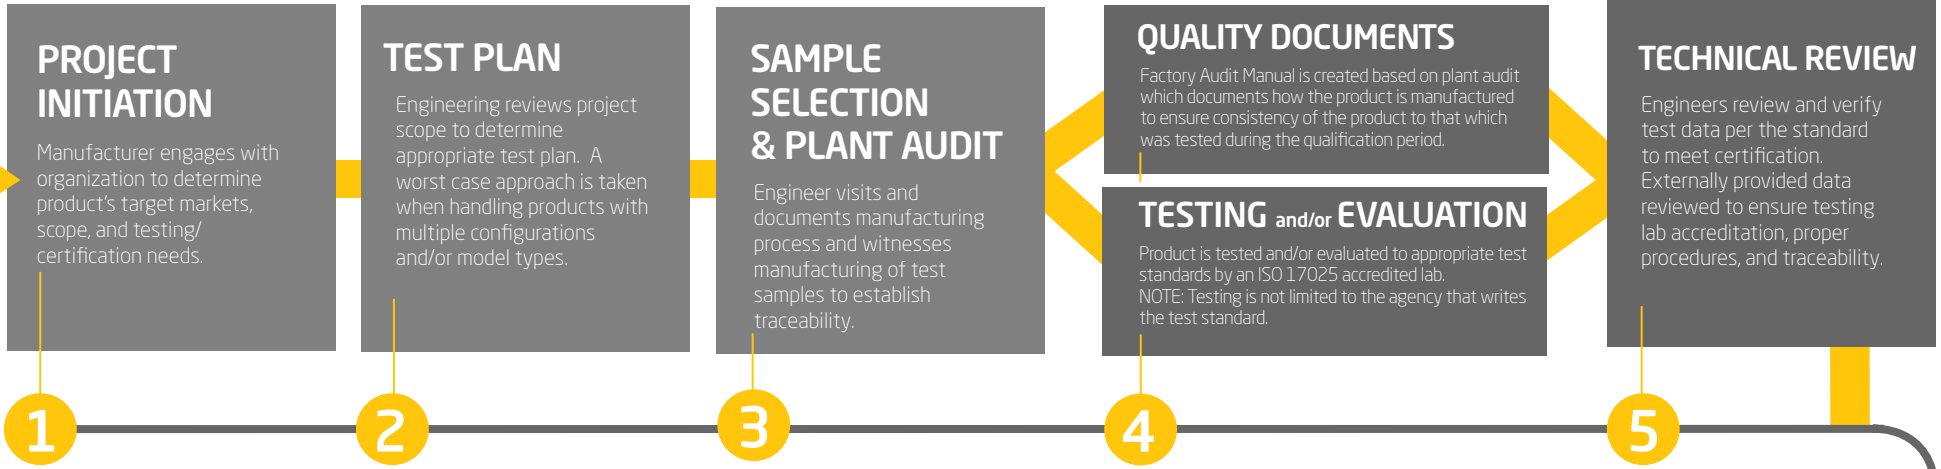 PROJECT
INITIATION
Manufacturer engages with
organization to determine
product's target markets,
scope, and testing/
certification needs.
TEST PLAN
Engineering reviews project
scope to determine
appropriate test plan. A
worst case approach is taken
when handling products with
multiple configurations
and/or model types.
SAMPLE
SELECTION
& PLANT AUDIT
Engineer visits and
documents manufacturing
process and witnesses
manufacturing of test
samples to establish
traceability.
QUALITY DOCUMENTS
Factory Audit Manual is created based on plant audit
which documents how the product is manufactured
to ensure consistency of the product to that which
was tested during the qualification period.
TESTING and/or EVALUATION
Product is tested and/or evaluated to appropriate test
standards by an ISO 17025 accredited lab.
NOTE: Testing is not limited to the agency that writes
the test standard.
TECHNICAL REVIEW
Engineers review and verify
test data per the standard
to meet certification.
Externally provided data
reviewed to ensure testing
lab accreditation, proper
procedures, and traceability.
1
2
3
4
5